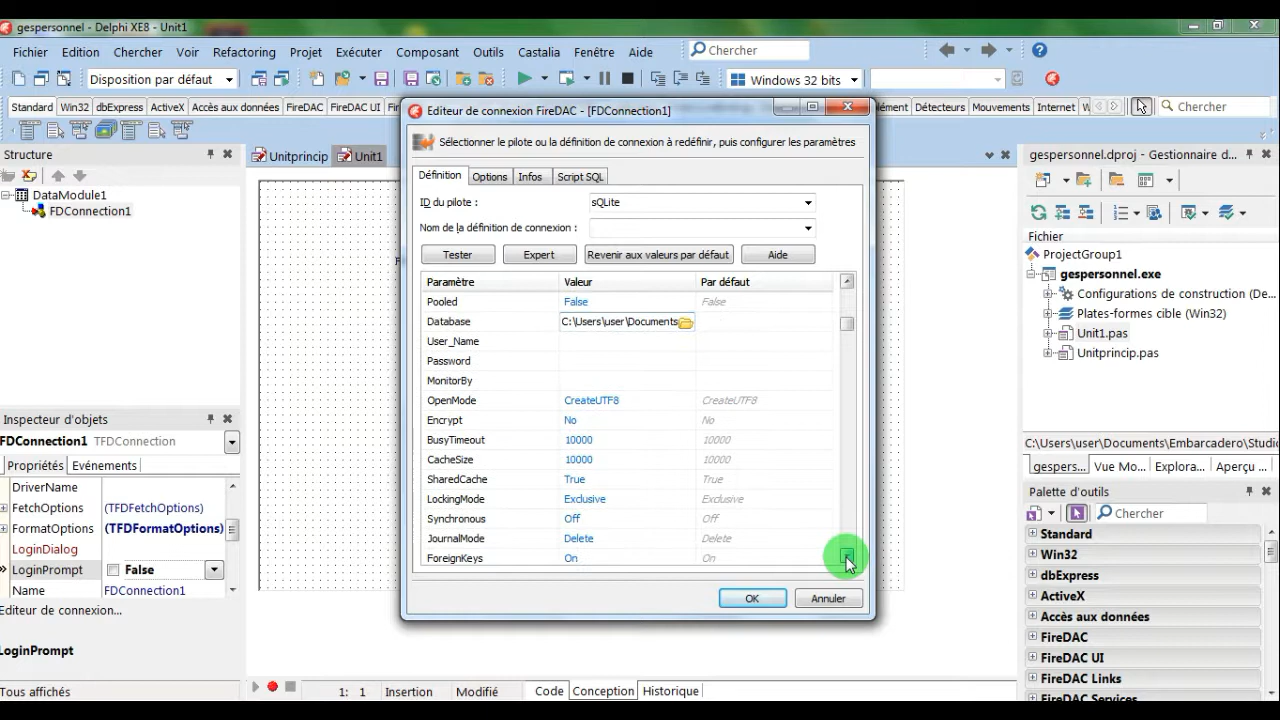 gespersonnel - Delphi XE8 - Unit1
Fichier Edition Chercher Voir Refactoring Projet Exécuter Composant Outils Castalia Fenêtre Aide Chercher
Disposition par défaut Windows 32 bits
Standard Win32 dbExpress ActiveX Accès aux données FireDAC FireDAC UI Détecteurs Mouvements Internet Chercher
Structure
DataModule1
FDConnection1
Unitprincip Unit1
Editeur de connexion FireDAC - [FDConnection1]
Sélectionner le pilote ou la définition de connexion à redéfinir, puis configurer les paramètres
Définition Options Infos Script SQL
ID du pilote : sQLite
Nom de la définition de connexion :
Tester Expert Revenir aux valeurs par défaut Aide
Paramètre Valeur Par défaut
Pooled False False
Database C:\Users\user\Documents
User_Name
Password
MonitorBy
OpenMode CreateUTF8 CreateUTF8
Encrypt No No
BusyTimeout 10000 10000
CacheSize 10000 10000
SharedCache True True
LockingMode Exclusive Exclusive
Synchronous Off Off
JournalMode Delete Delete
ForeignKeys On On
OK Annuler
Inspecteur d'objets
FDConnection1 TFDConnection
Propriétés Evénements
DriverName
FetchOptions (TFDFetchOptions)
FormatOptions (TFDFormatOptions)
LoginDialog
LoginPrompt False
Name FDConnection1
Editeur de connexion...
LoginPrompt
Tous affichés
1: 1 Insertion Modifié Code Conception Historique
gespersonnel.dproj - Gestionnaire d...
Fichier
ProjectGroup1
gespersonnel.exe
Configurations de construction (De...
Plates-formes cible (Win32)
Unit1.pas
Unitprincip.pas
C:\Users\user\Documents\Embarcadero\Studio
gespers... Vue Mo... Explora... Aperçu ...
Palette d'outils
Chercher
Standard
Win32
dbExpress
ActiveX
Accès aux données
FireDAC
FireDAC UI
FireDAC Links
FireDAC Services